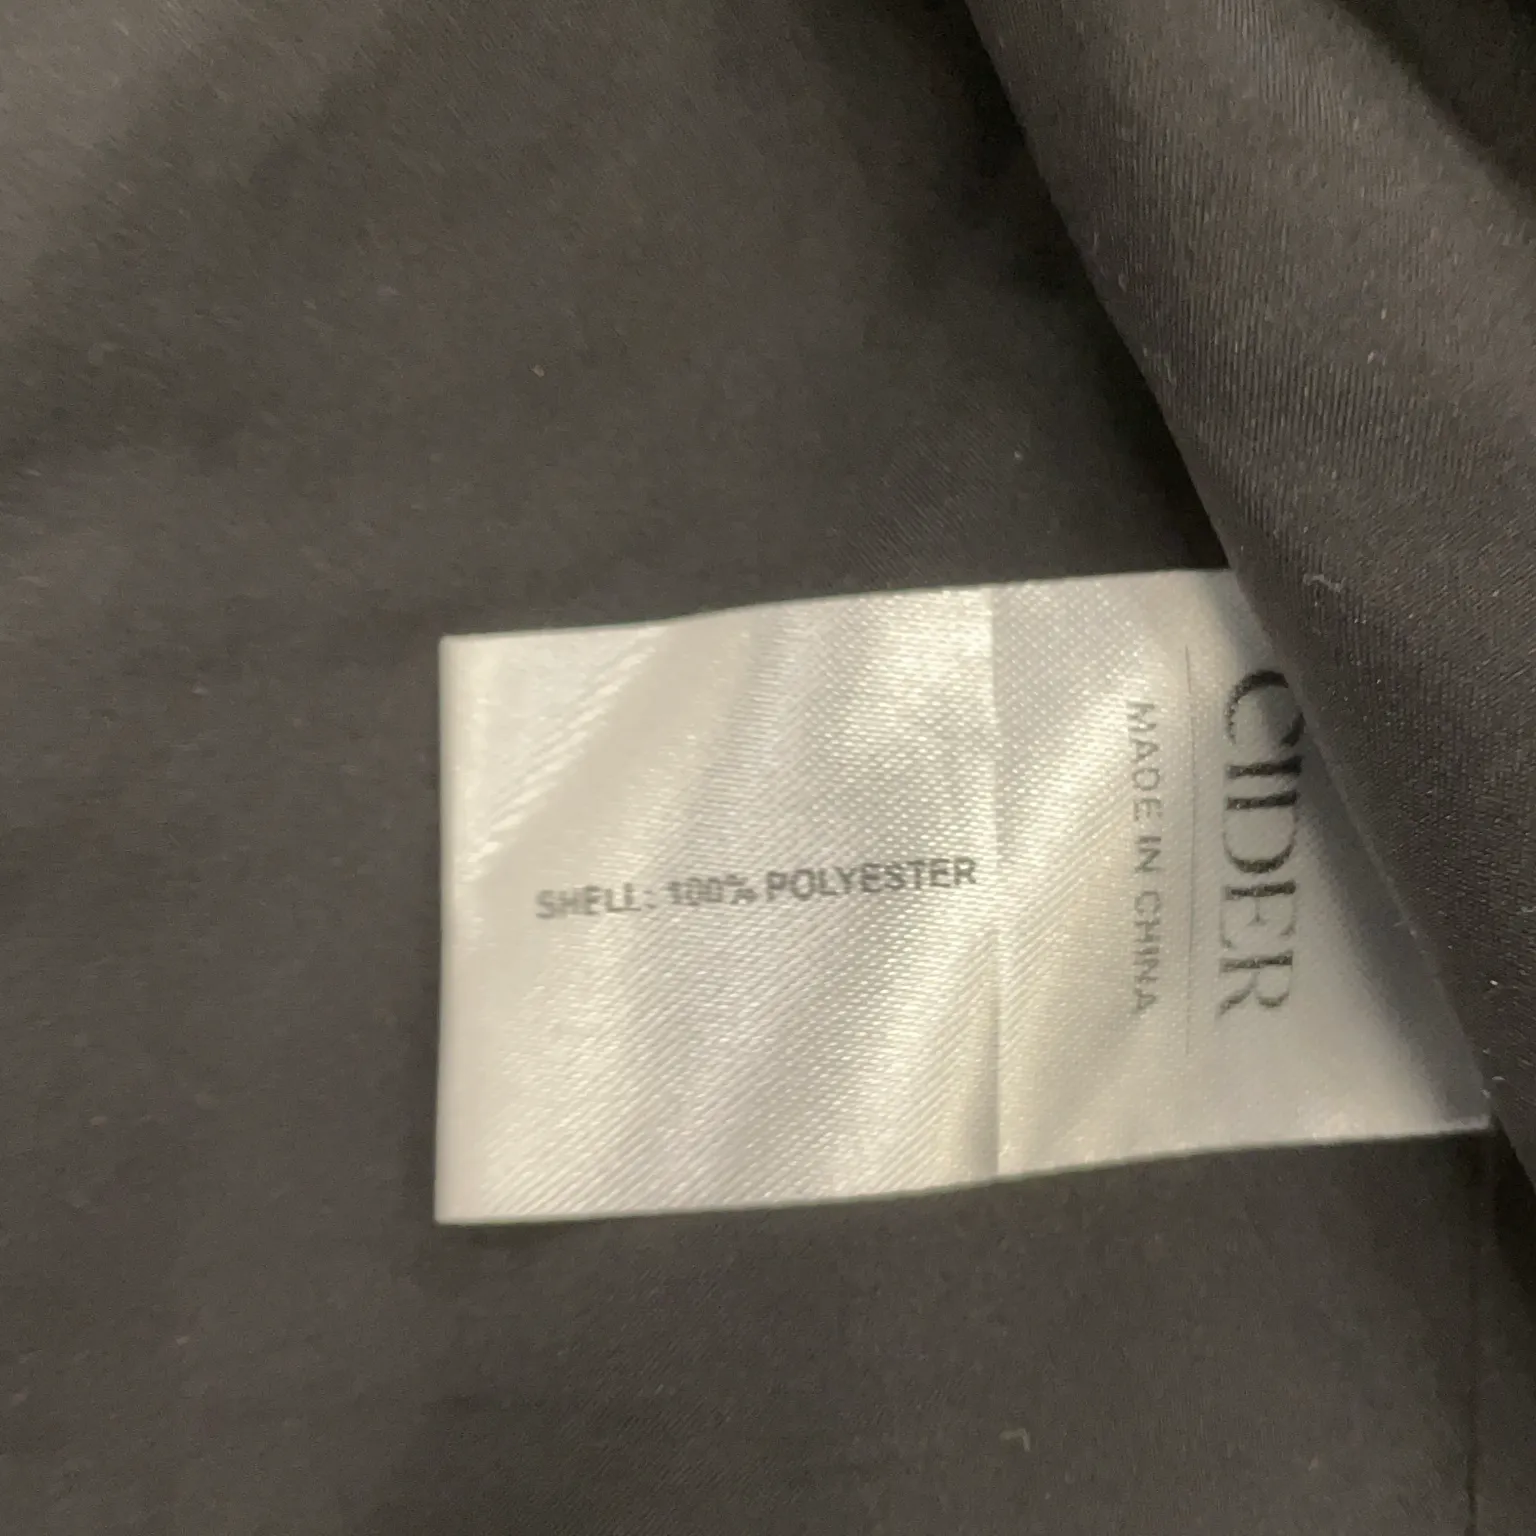 CIDER
MADE IN CHINA
SHELL: 100% POLYESTER